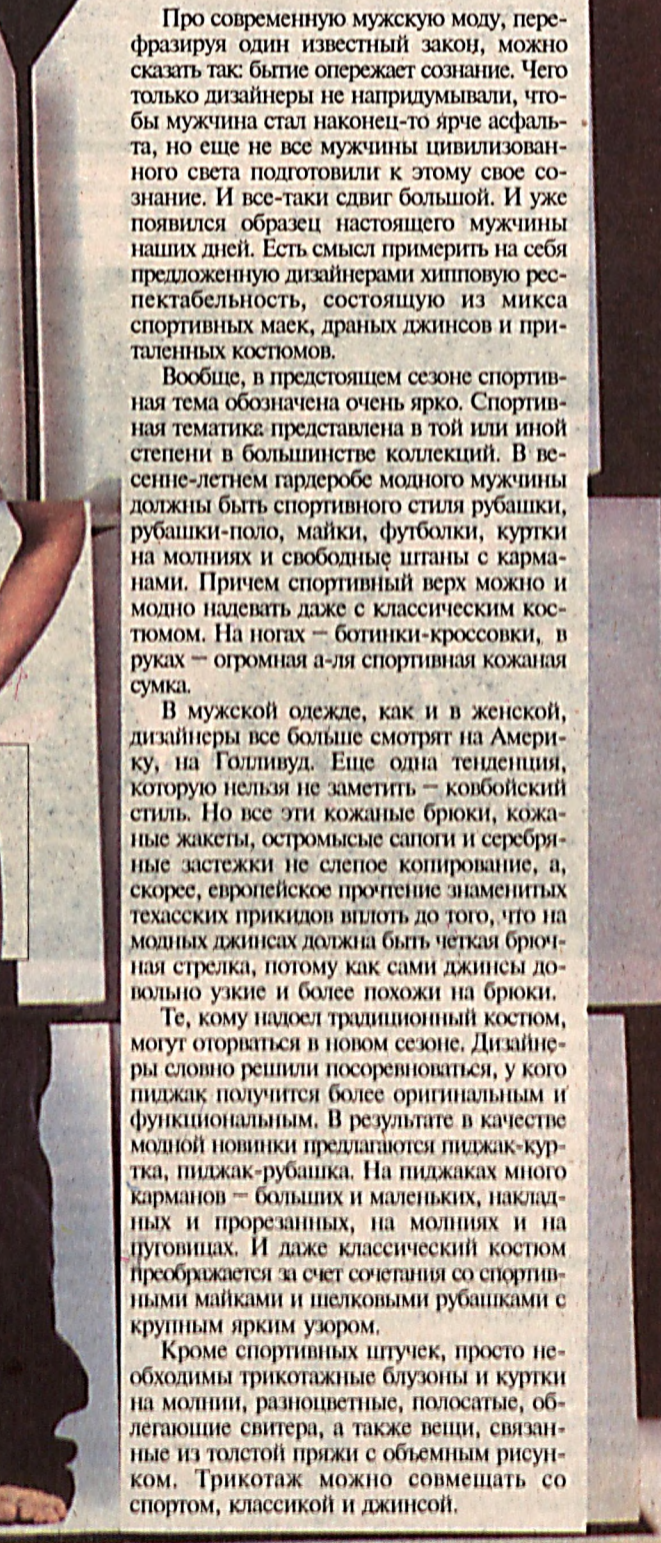 Про современную мужскую моду, пере-
фразируя один известный закон, можно
сказать так: бытие опережает сознание. Чего
только дизайнеры не напридумывали, что-
бы мужчина стал наконец-то ярче асфаль-
та, но еще не все мужчины цивилизован-
ного света подготовили к этому свое со-
знание. И все-таки сдвиг большой. И уже
появился образец настоящего мужчины
наших дней. Есть смысл примерить на себя
предложенную дизайнерами хипповую рес-
пектабельность, состоящую из микса
спортивных маек, драных джинсов и при-
таленных костюмов.
Вообще, в предстоящем сезоне спортив-
ная тема обозначена очень ярко. Спортив-
ная тематика представлена в той или иной
степени в большинстве коллекций. В ве-
сенне-летнем гардеробе модного мужчины
должны быть спортивного стиля рубашки,
рубашки-поло, майки, футболки, куртки
на молниях и свободные штаны с карма-
нами. Причем спортивный верх можно и
модно надевать даже с классическим кос-
тюмом. На ногах — ботинки-кроссовки, в
руках — огромная а-ля спортивная кожаная
сумка.
В мужской одежде, как и в женской,
дизайнеры все больше смотрят на Амери-
ку, на Голливуд. Еще одна тенденция,
которую нельзя не заметить — ковбойский
стиль. Но все эти кожаные брюки, кожа-
ные жакеты, остромысые сапоги и серебря-
ные застежки не слепое копирование, а,
скорее, европейское прочтение знаменитых
техасских прикидов вплоть до того, что на
модных джинсах должна быть четкая брюч-
ная стрелка, потому как сами джинсы до-
вольно узкие и более похожи на брюки.
Те, кому надоел традиционный костюм,
могут оторваться в новом сезоне. Дизайне-
ры словно решили посоревноваться, у кого
пиджак получится более оригинальным и
функциональным. В результате в качестве
модной новинки предлагаются пиджак-кур-
тка, пиджак-рубашка. На пиджаках много
карманов — больших и маленьких, наклад-
ных и прорезанных, на молниях и на
пуговицах. И даже классический костюм
преображается за счет сочетания со спортив-
ными майками и шелковыми рубашками с
крупным ярким узором.
Кроме спортивных штучек, просто не-
обходимы трикотажные блузоны и куртки
на молнии, разноцветные, полосатые, об-
легающие свитера, а также вещи, связан-
ные из толстой пряжи с объемным рисун-
ком. Трикотаж можно совмещать со
спортом, классикой и джинсой.